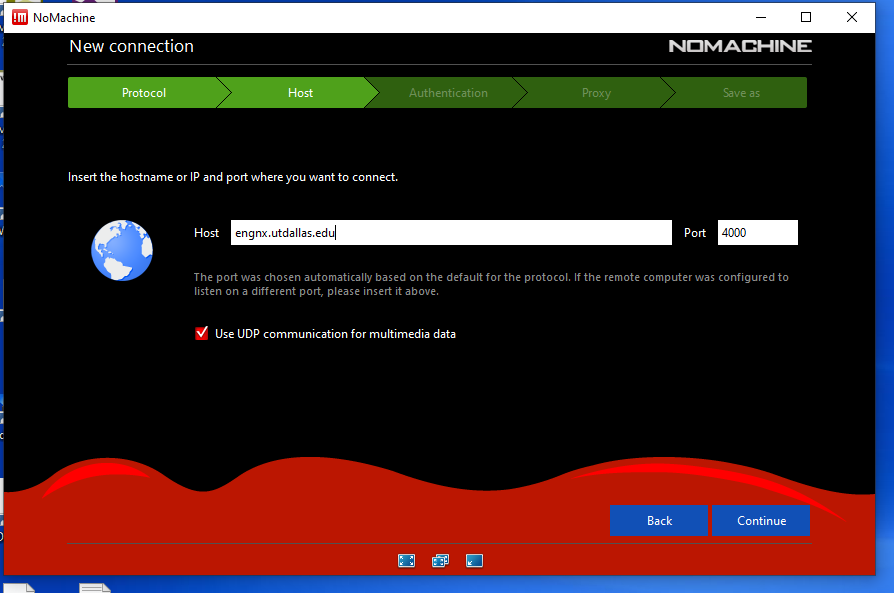 !M NoMachine
New connection
NOMACHINE
Protocol
Host
Authentication
Proxy
Save as
Insert the hostname or IP and port where you want to connect.
Host engnx.utdallas.edu Port 4000
The port was chosen automatically based on the default for the protocol. If the remote computer was configured to
listen on a different port, please insert it above.
Use UDP communication for multimedia data
Back
Continue